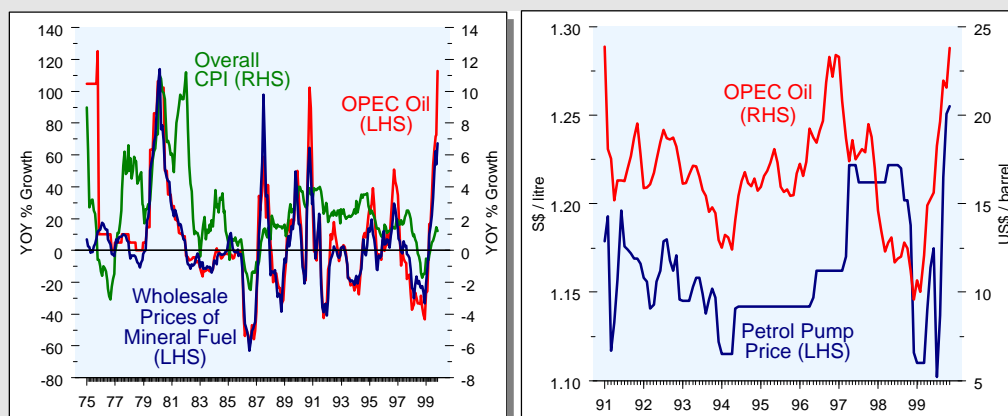 YOY % Growth
140
120
100
80
60
40
20
0
-20
-40
-60
-80
Overall
CPI (RHS)
OPEC Oil
(LHS)
Wholesale
Prices of
Mineral Fuel
(LHS)
14
12
10
8
6
4
2
0
-2
-4
-6
-8
YOY % Growth
75 77 79 81 83 85 87 89 91 93 95 97 99
S$ / litre
1.30
1.25
1.20
1.15
1.10
OPEC Oil
(RHS)
Petrol Pump
Price (LHS)
25
20
15
10
5
US$ / barrel
91 92 93 94 95 96 97 98 99